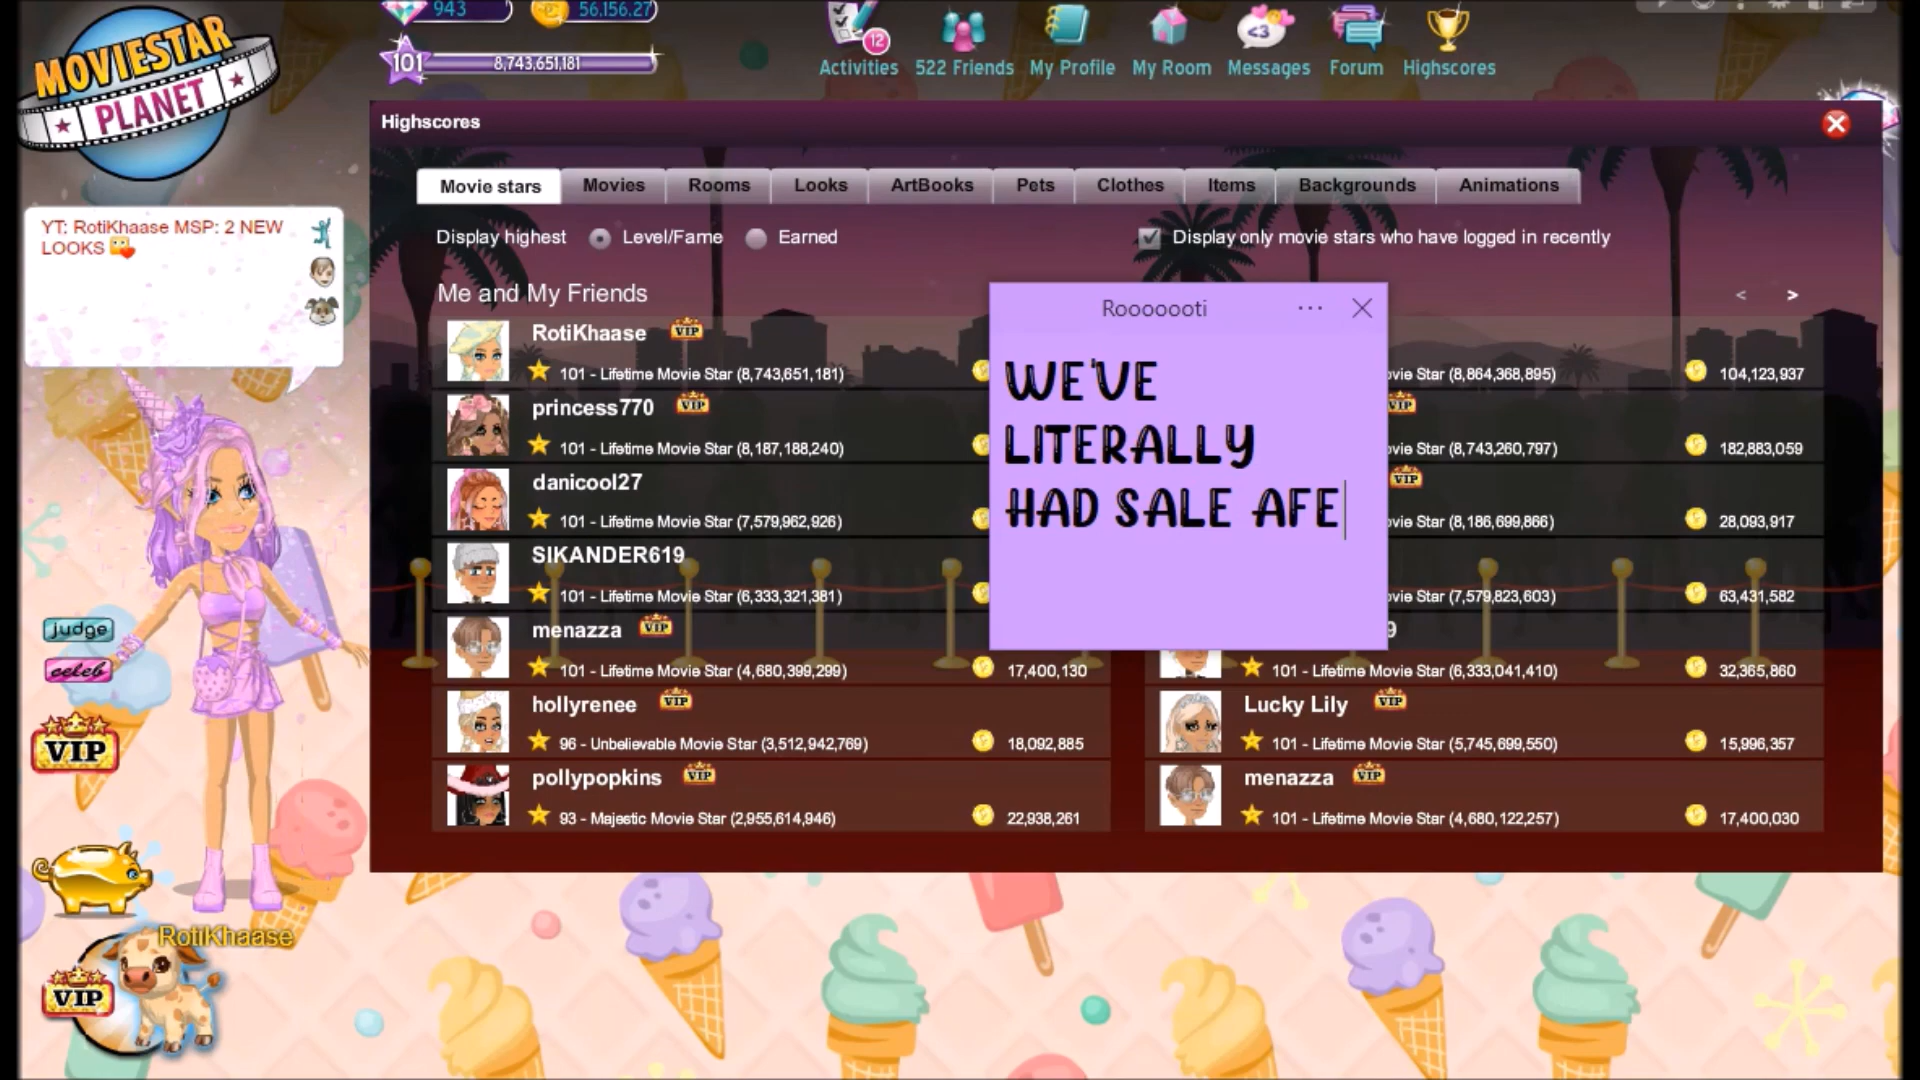 MOVIESTAR
PLANET
943
56,156,27
101
8,743,651,181
12
<3
Activities
522 Friends
My Profile
My Room
Messages
Forum
Highscores
Highscores
Movie stars
Movies
Rooms
Looks
ArtBooks
Pets
Clothes
Items
Backgrounds
Animations
Display highest
Level/Fame
Earned
Display only movie stars who have logged in recently
YT: RotiKhaase MSP: 2 NEW
LOOKS
Me and My Friends
< >
RotiKhaase VIP
101 - Lifetime Movie Star (8,743,651,181)
princess770 VIP
101 - Lifetime Movie Star (8,187,188,240)
danicool27
101 - Lifetime Movie Star (7,579,962,926)
SIKANDER619
101 - Lifetime Movie Star (6,333,321,381)
menazza VIP
101 - Lifetime Movie Star (4,680,399,299) 17,400,130
hollyrenee VIP
96 - Unbelievable Movie Star (3,512,942,769) 18,092,885
pollypopkins VIP
93 - Majestic Movie Star (2,955,614,946) 22,938,261
Rooooooti
WE'VE
LITERALLY
HAD SALE AFE
ovie Star (8,864,368,895) 104,123,937
VIP
ovie Star (8,743,260,797) 182,883,059
VIP
ovie Star (8,186,699,866) 28,093,917
ovie Star (7,579,823,603) 63,431,582
9
101 - Lifetime Movie Star (6,333,041,410) 32,365,860
Lucky Lily VIP
101 - Lifetime Movie Star (5,745,699,550) 15,996,357
menazza VIP
101 - Lifetime Movie Star (4,680,122,257) 17,400,030
judge
celeb
VIP
RotiKhaase
VIP